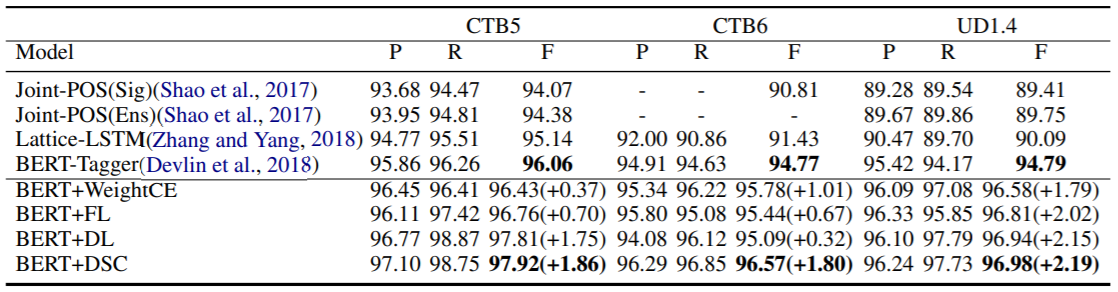 CTB5 CTB6 UD1.4
Model P R F P R F P R F
Joint-POS(Sig)(Shao et al., 2017) 93.68 94.47 94.07 - - 90.81 89.28 89.54 89.41
Joint-POS(Ens)(Shao et al., 2017) 93.95 94.81 94.38 - - - 89.67 89.86 89.75
Lattice-LSTM(Zhang and Yang, 2018) 94.77 95.51 95.14 92.00 90.86 91.43 90.47 89.70 90.09
BERT-Tagger(Devlin et al., 2018) 95.86 96.26 96.06 94.91 94.63 94.77 95.42 94.17 94.79
BERT+WeightCE 96.45 96.41 96.43(+0.37) 95.34 96.22 95.78(+1.01) 96.09 97.08 96.58(+1.79)
BERT+FL 96.11 97.42 96.76(+0.70) 95.80 95.08 95.44(+0.67) 96.33 95.85 96.81(+2.02)
BERT+DL 96.77 98.87 97.81(+1.75) 94.08 96.12 95.09(+0.32) 96.10 97.79 96.94(+2.15)
BERT+DSC 97.10 98.75 97.92(+1.86) 96.29 96.85 96.57(+1.80) 96.24 97.73 96.98(+2.19)